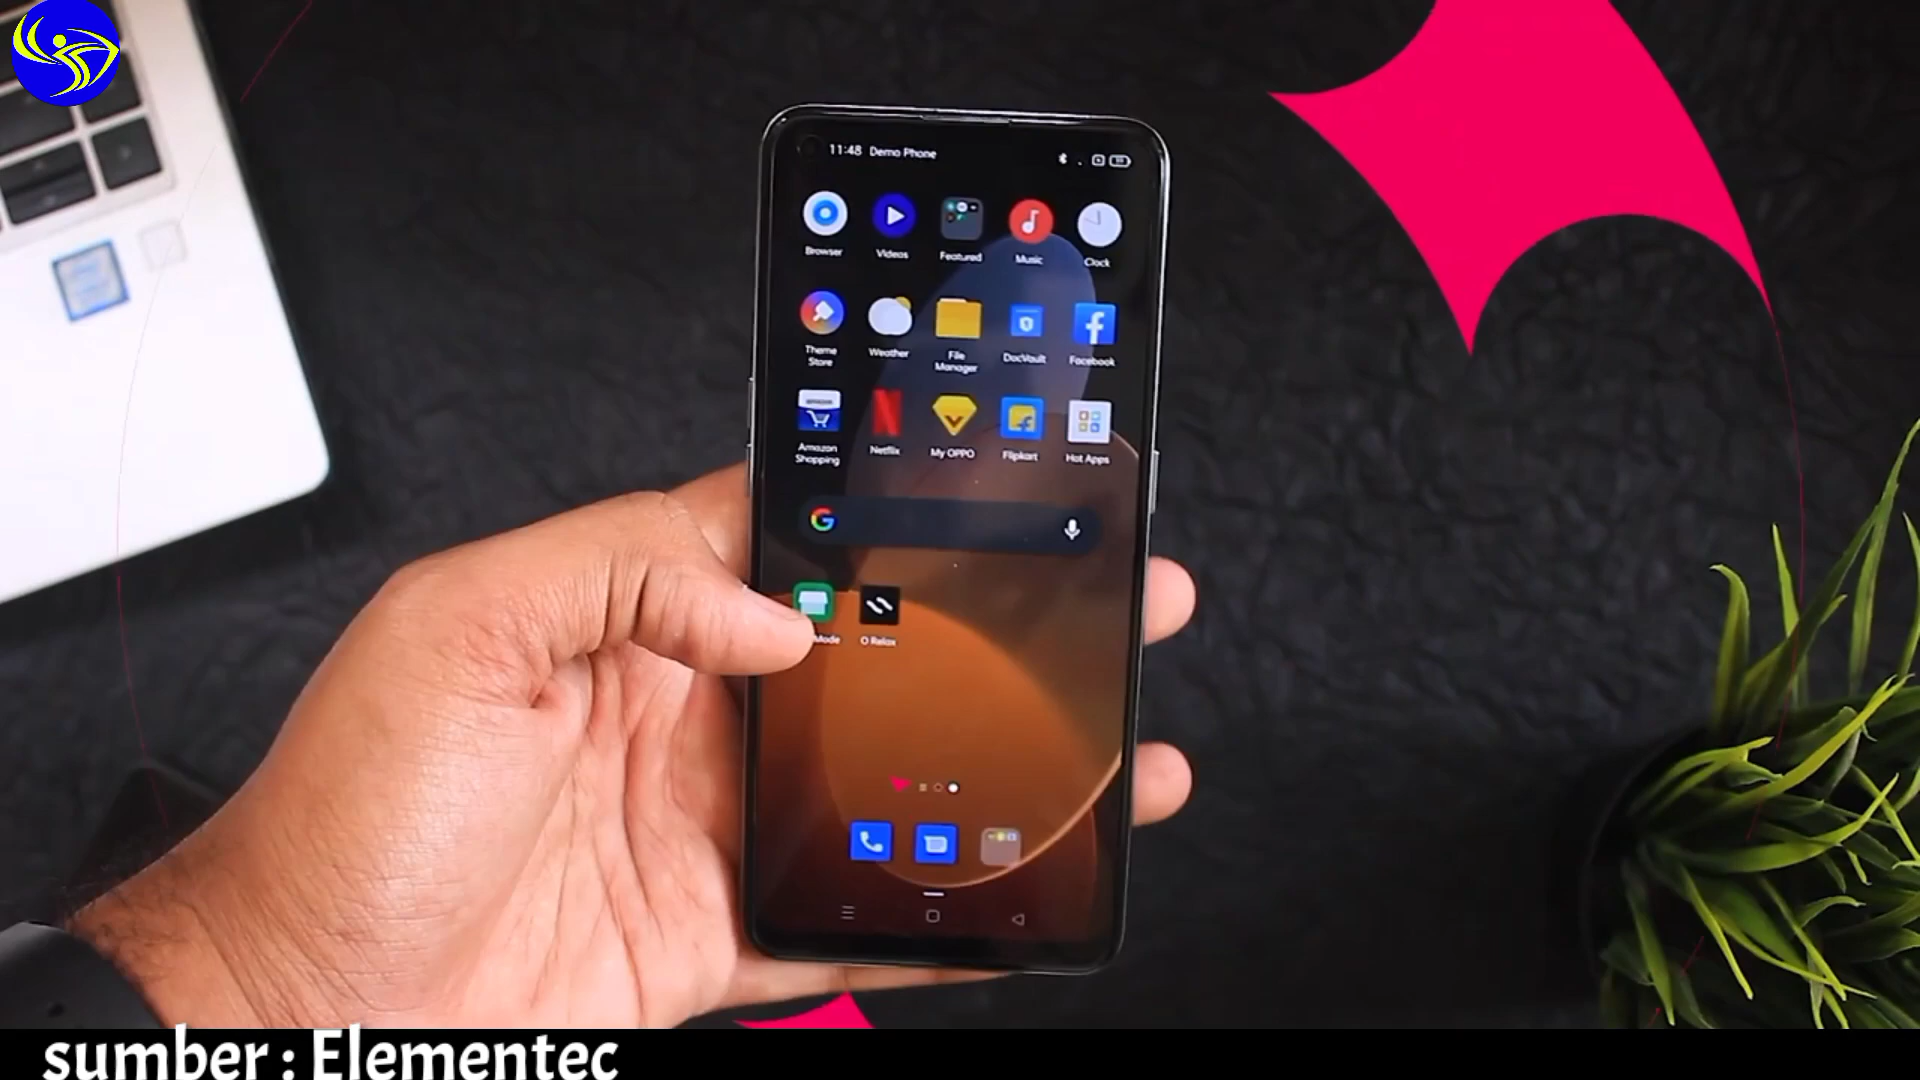 11:48 Demo Phone
Browser Videos Featured Music Clock
Theme Store Weather File Manager DocVault Facebook
amazon
Amazon Shopping Netflix My OPPO Flipkart Hot Apps
Mode O Relax
sumber : Elementec